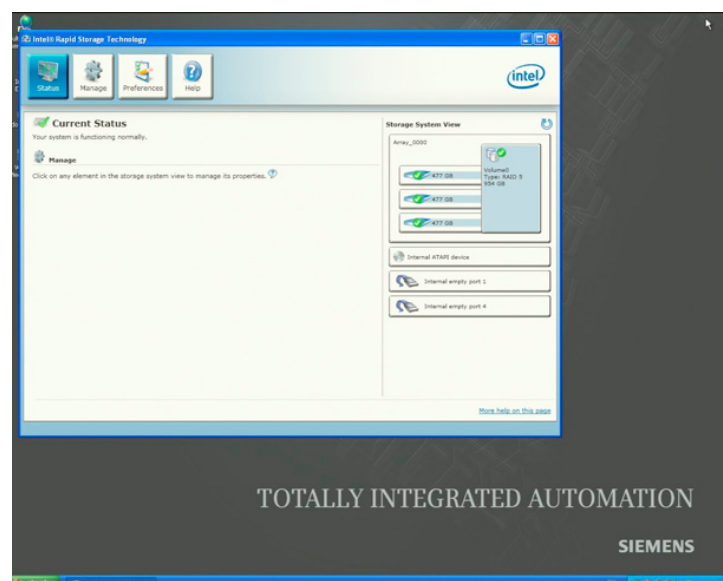 Intel® Rapid Storage Technology
Status
Manage
Preferences
Help
intel
Current Status
Your system is functioning normally.
Manage
Click on any element in the storage system view to manage its properties.
Storage System View
Array_0000
477 GB
477 GB
477 GB
Volume0
Type: RAID 5
954 GB
Internal ATAPI device
Internal empty port 1
Internal empty port 4
More help on this page
TOTALLY INTEGRATED AUTOMATION
SIEMENS